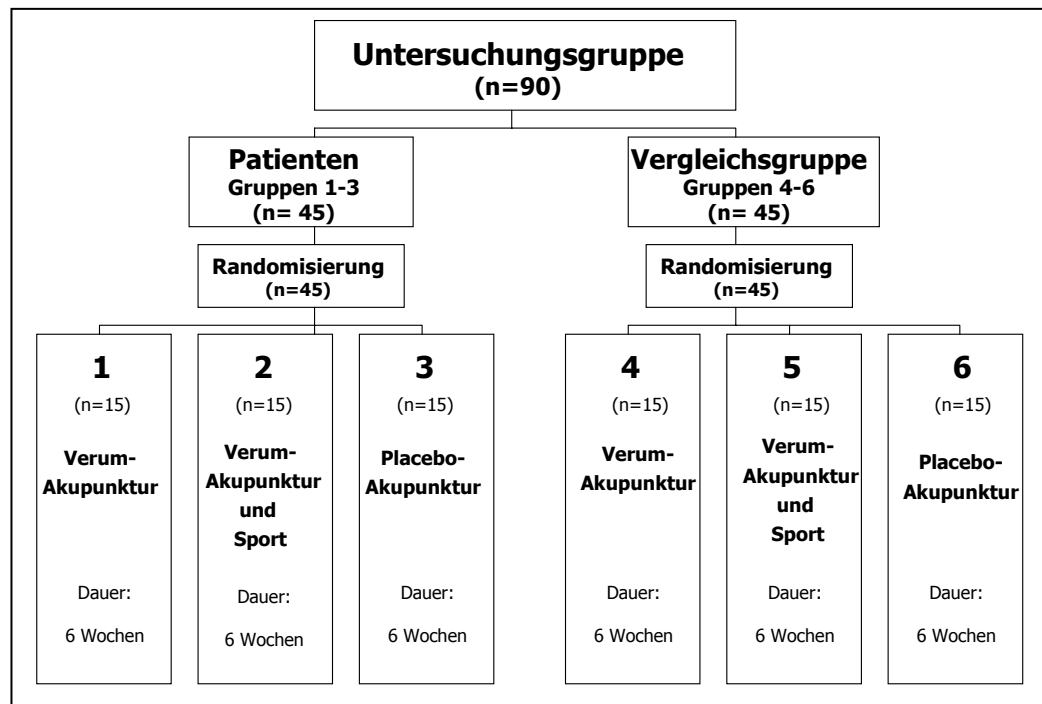 Untersuchungsgruppe
(n=90)
Patienten
Gruppen 1-3
(n= 45)
Vergleichsgruppe
Gruppen 4-6
(n= 45)
Randomisierung
(n=45)
Randomisierung
(n=45)
1
(n=15)
Verum-
Akupunktur
Dauer:
6 Wochen
2
(n=15)
Verum-
Akupunktur
und
Sport
Dauer:
6 Wochen
3
(n=15)
Placebo-
Akupunktur
Dauer:
6 Wochen
4
(n=15)
Verum-
Akupunktur
Dauer:
6 Wochen
5
(n=15)
Verum-
Akupunktur
und
Sport
Dauer:
6 Wochen
6
(n=15)
Placebo-
Akupunktur
Dauer:
6 Wochen